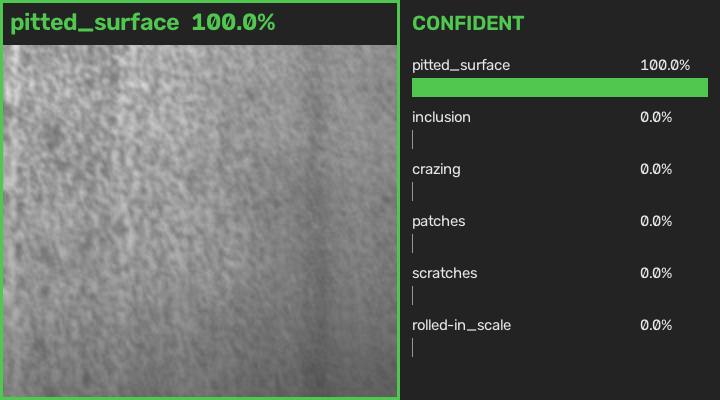 pitted_surface 100.0%
CONFIDENT
pitted_surface 100.0%
inclusion 0.0%
crazing 0.0%
patches 0.0%
scratches 0.0%
rolled-in_scale 0.0%